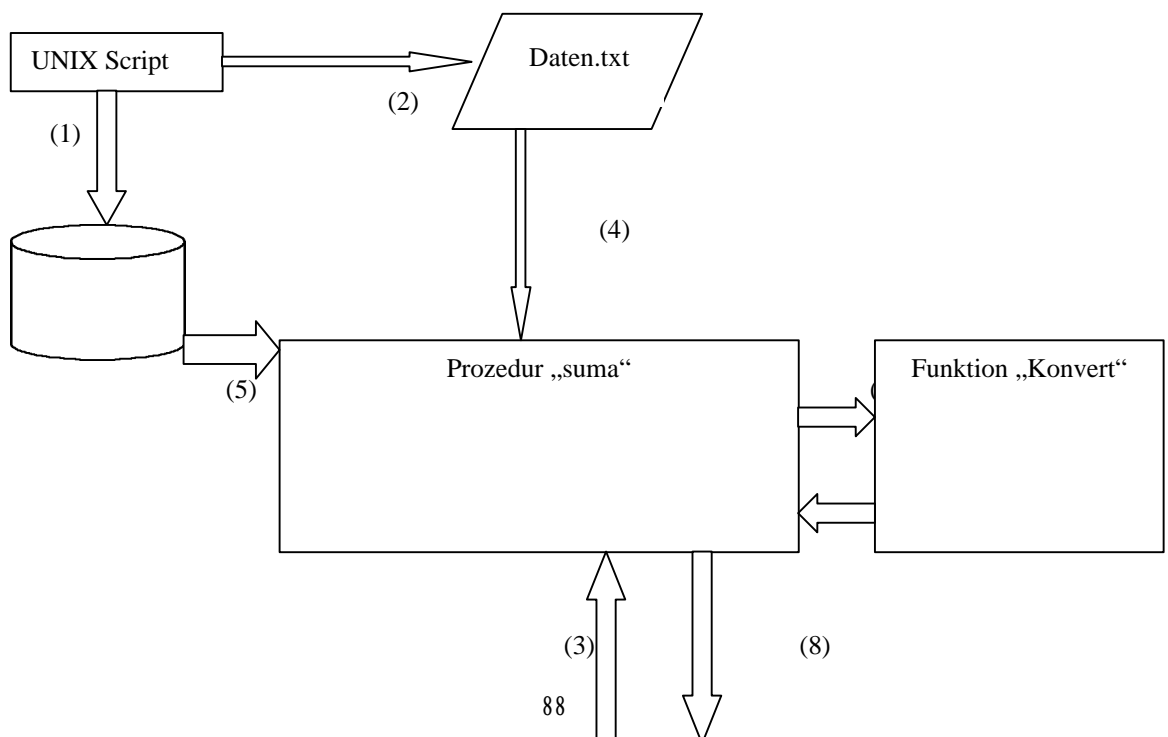 UNIX Script
Daten.txt
(2)
(1)
(4)
Prozedur „suma“
Funktion „Konvert“
(5)
(3)
(8)
88